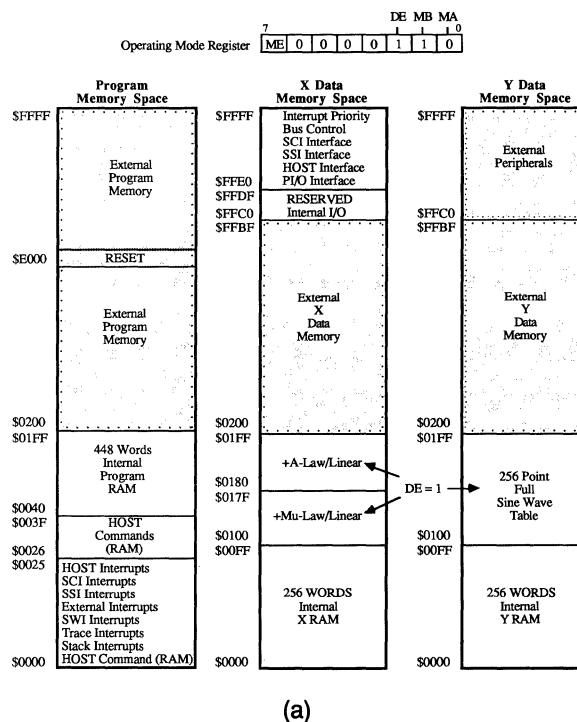 DE MB MA
7 0
Operating Mode Register ME 0 0 0 0 1 1 0
Program
Memory Space
$FFFF
External
Program
Memory
$E000
RESET
External
Program
Memory
$0200
$01FF
448 Words
Internal
Program
RAM
$0040
$003F
HOST
Commands
(RAM)
$0026
$0025
HOST Interrupts
SCI Interrupts
SSI Interrupts
External Interrupts
SWI Interrupts
Trace Interrupts
Stack Interrupts
HOST Command (RAM)
$0000
X Data
Memory Space
$FFFF
Interrupt Priority
Bus Control
SCI Interface
SSI Interface
HOST Interface
PI/O Interface
$FFE0
$FFDF
RESERVED
Internal I/O
$FFC0
$FFBF
External
X
Data
Memory
$0200
$01FF
+A-Law/Linear
$0180
$017F
+Mu-Law/Linear
$0100
$00FF
256 WORDS
Internal
X RAM
$0000
DE = 1
Y Data
Memory Space
$FFFF
External
Peripherals
$FFC0
$FFBF
External
Y
Data
Memory
$0200
$01FF
256 Point
Full
Sine Wave
Table
$0100
$00FF
256 WORDS
Internal
Y RAM
$0000
(a)